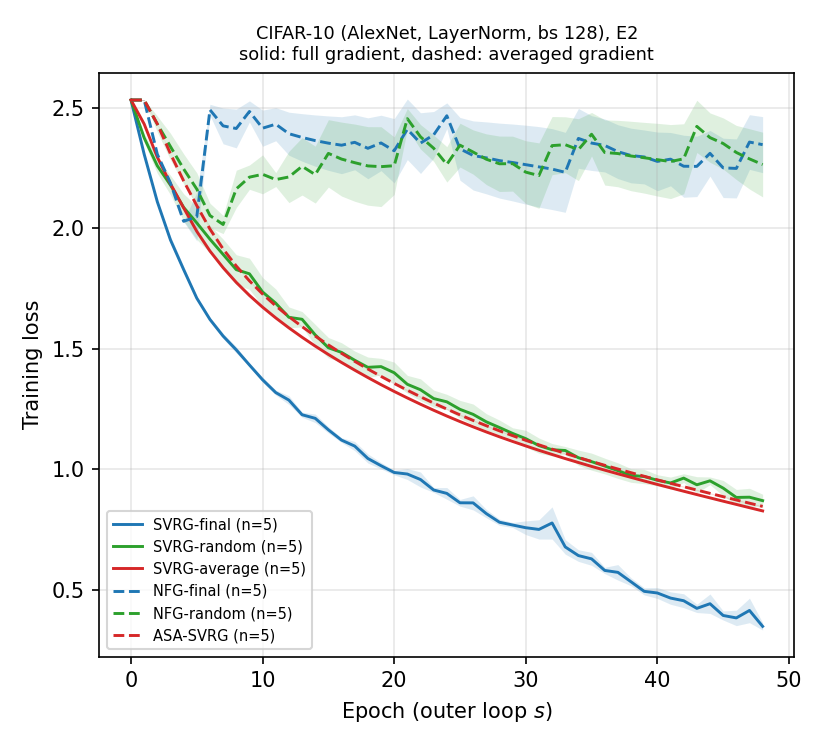 CIFAR-10 (AlexNet, LayerNorm, bs 128), E2
solid: full gradient, dashed: averaged gradient
Training loss
2.5
2.0
1.5
1.0
0.5
SVRG-final (n=5)
SVRG-random (n=5)
SVRG-average (n=5)
NFG-final (n=5)
NFG-random (n=5)
ASA-SVRG (n=5)
0 10 20 30 40 50
Epoch (outer loop s)